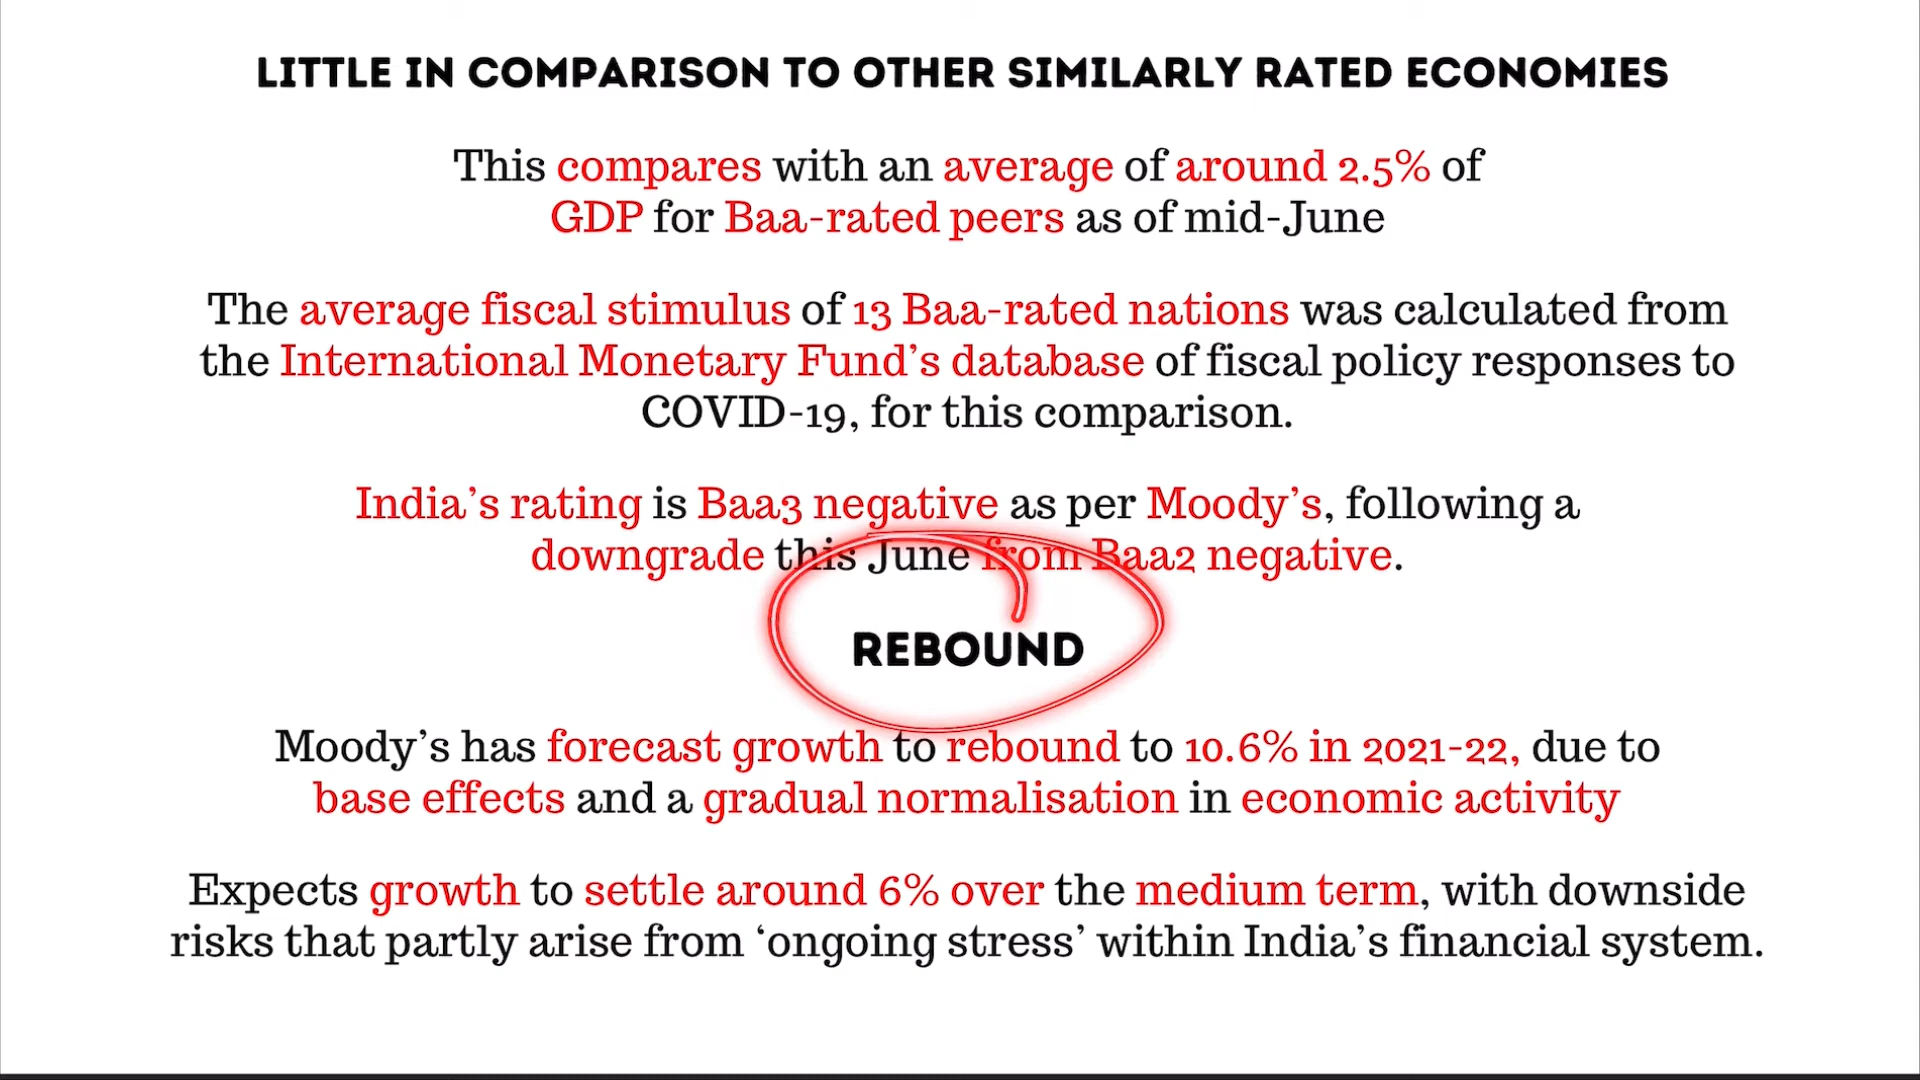 LITTLE IN COMPARISON TO OTHER SIMILARLY RATED ECONOMIES
This compares with an average of around 2.5% of
GDP for Baa-rated peers as of mid-June
The average fiscal stimulus of 13 Baa-rated nations was calculated from
the International Monetary Fund’s database of fiscal policy responses to
COVID-19, for this comparison.
India’s rating is Baa3 negative as per Moody’s, following a
downgrade this June from Baa2 negative.
REBOUND
Moody’s has forecast growth to rebound to 10.6% in 2021-22, due to
base effects and a gradual normalisation in economic activity
Expects growth to settle around 6% over the medium term, with downside
risks that partly arise from ‘ongoing stress’ within India’s financial system.